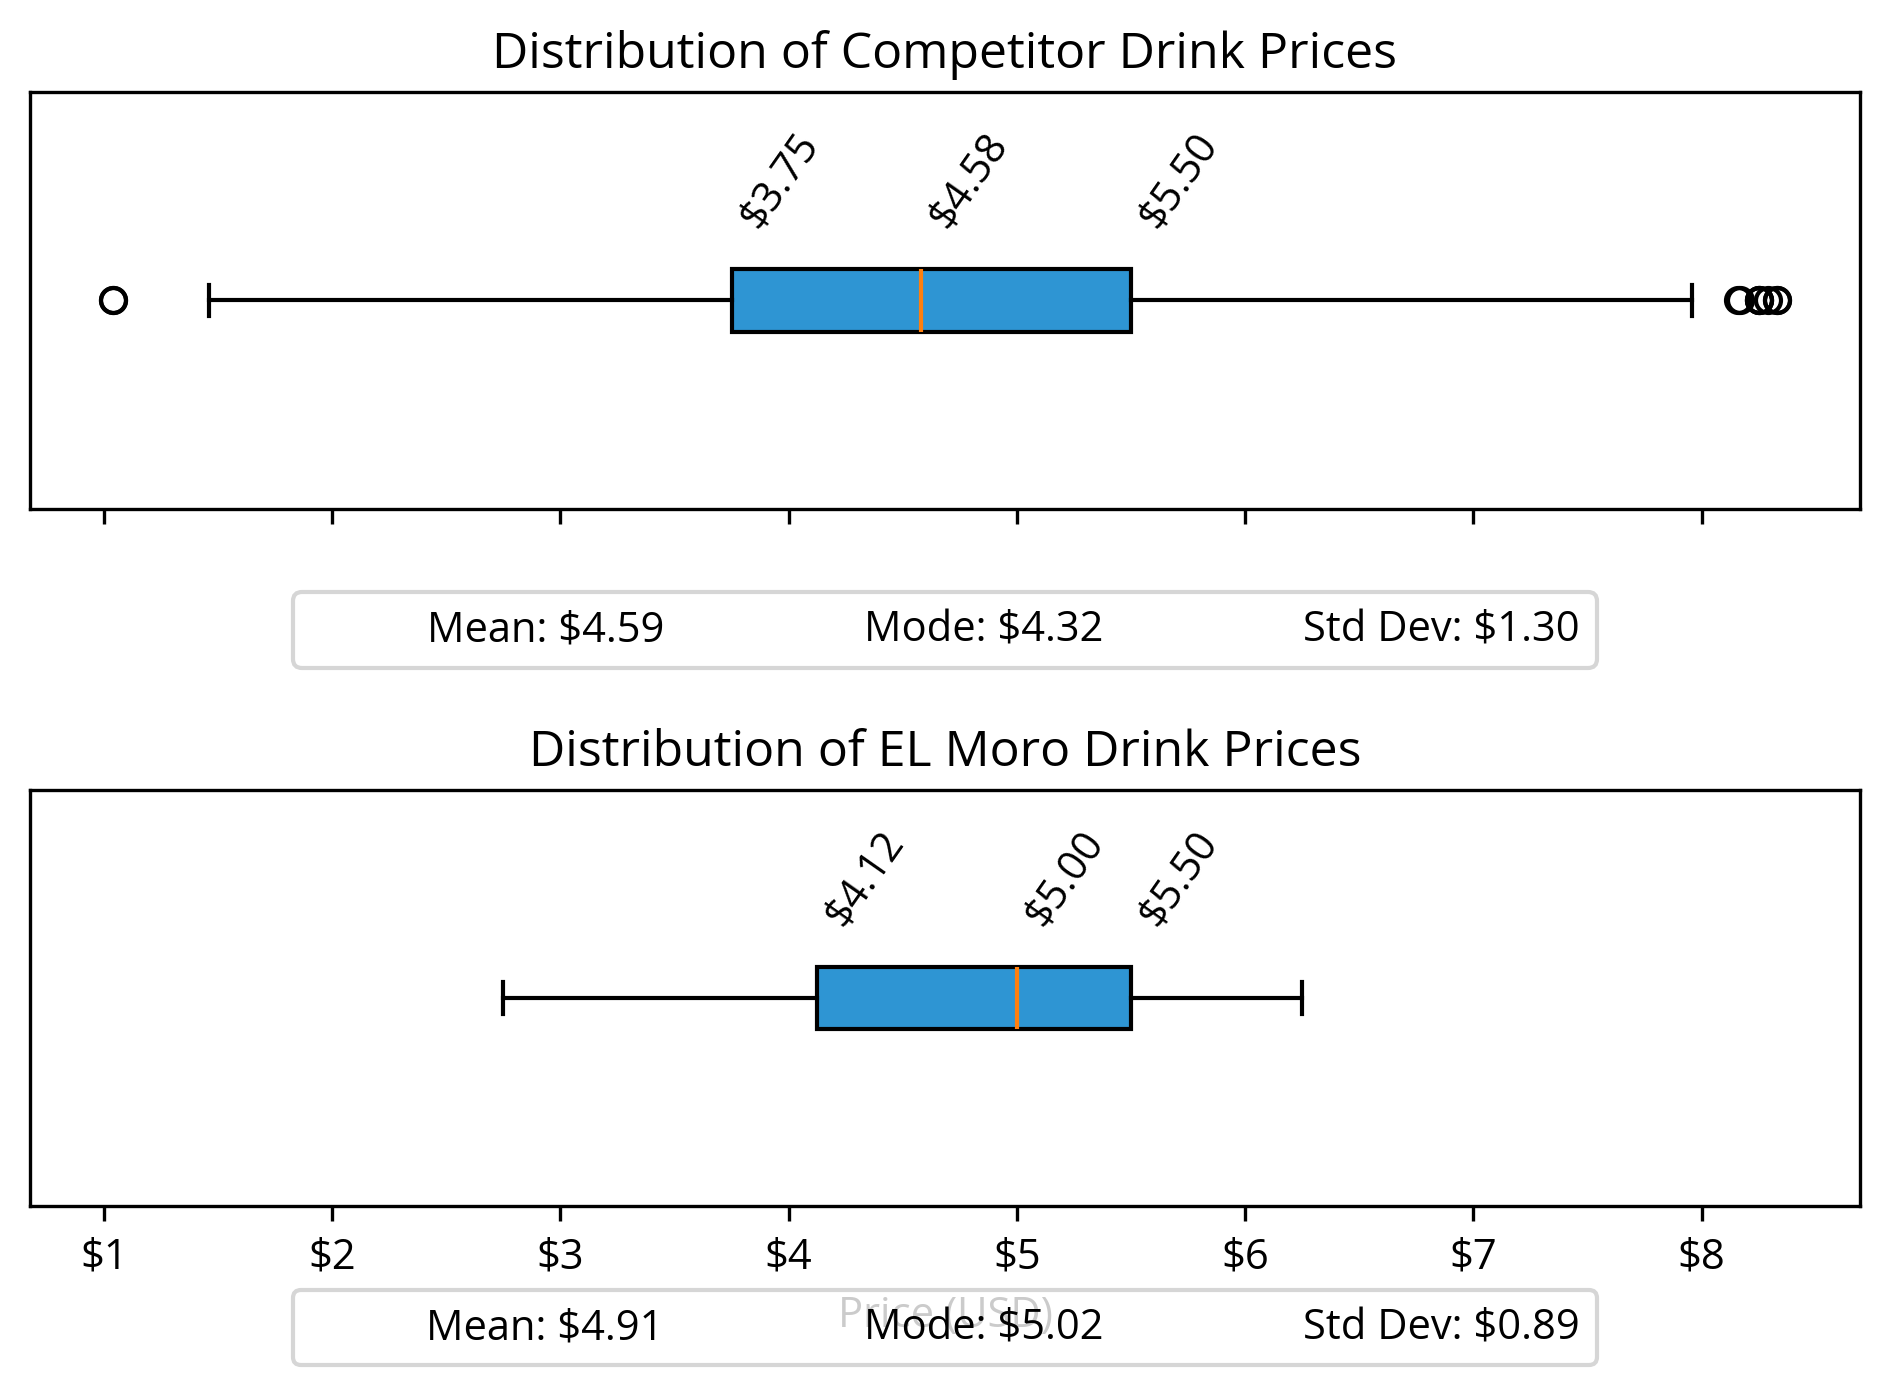 Distribution of Competitor Drink Prices
$3.75 $4.58 $5.50
Mean: $4.59 Mode: $4.32 Std Dev: $1.30
Distribution of EL Moro Drink Prices
$4.12 $5.00 $5.50
$1 $2 $3 $4 $5 $6 $7 $8
Price (USD)
Mean: $4.91 Mode: $5.02 Std Dev: $0.89